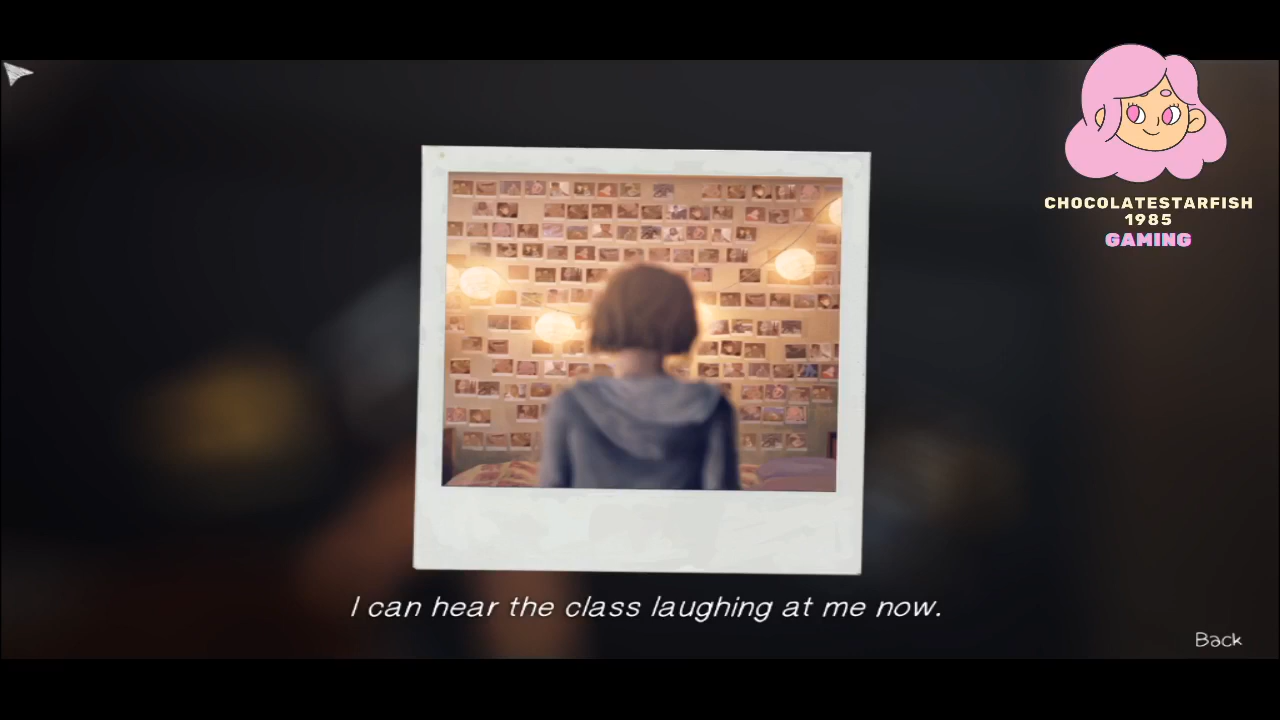 CHOCOLATESTARFISH
1985
GAMING
I can hear the class laughing at me now.
Back